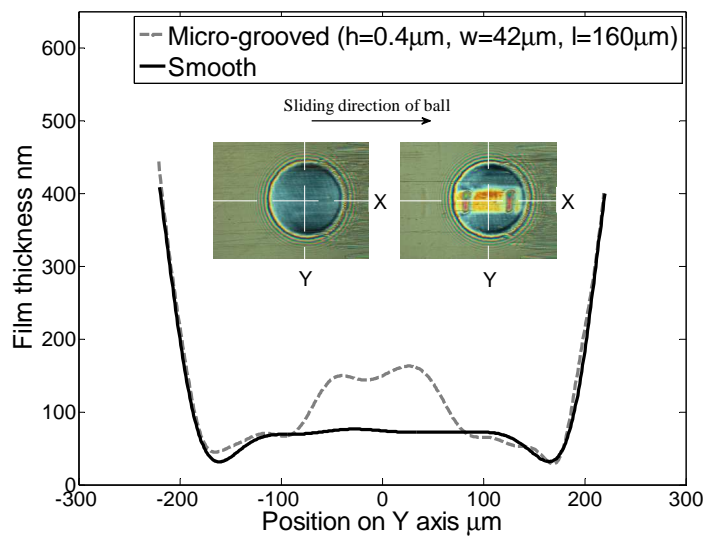 Micro-grooved (h=0.4μm, w=42μm, l=160μm)
Smooth
Sliding direction of ball
X
X
Y
Y
Film thickness nm
600
500
400
300
200
100
0
-300
-200
-100
0
100
200
300
Position on Y axis μm